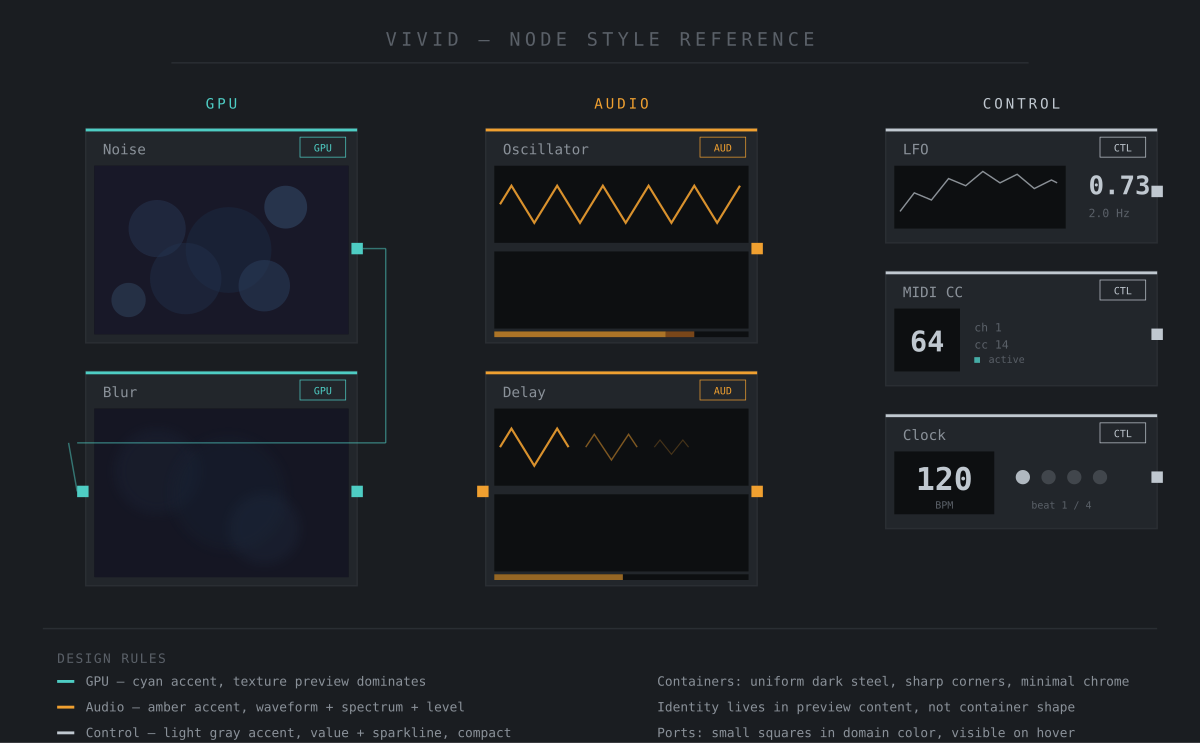 VIVID — NODE STYLE REFERENCE
GPU
AUDIO
CONTROL
Noise
GPU
Oscillator
AUD
LFO
CTL
0.73
2.0 Hz
MIDI CC
CTL
64
ch 1
cc 14
active
Blur
GPU
Delay
AUD
Clock
CTL
120
BPM
beat 1 / 4
DESIGN RULES
GPU — cyan accent, texture preview dominates
Audio — amber accent, waveform + spectrum + level
Control — light gray accent, value + sparkline, compact
Containers: uniform dark steel, sharp corners, minimal chrome
Identity lives in preview content, not container shape
Ports: small squares in domain color, visible on hover